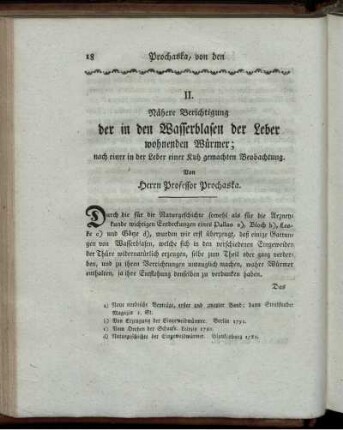 18 Prochaska, von den
II.
Nähere Berichtigung
der in den Wasserblasen der Leber
wohnenden Würmer;
nach einer in der Leber einer Kuh gemachten Beobachtung.
Von
Herrn Professor Prochaska.
Durch die für die Naturgeschichte sowohl als für die Arzney-
kunde wichtigen Entdeckungen eines Pallas a), Bloch b), Les-
ke c) und Götze d), wurden wir erst überzeugt, daß einige Gattun-
gen von Wasserblasen, welche sich in den verschiedenen Eingeweiden
der Thiere widernatürlich erzeugen, selbe zum Theil oder ganz verder-
ben, und zu ihren Verrichtungen untauglich machen, wahre Würmer
enthalten, ja ihre Entstehung denselben zu verdanken haben.
Das
a) Neue nordische Beyträge, erster und zweyter Band; dann Stralsunder
Magazin 1. St.
b) Von Erzeugung der Eingeweidwürmer. Berlin 1782.
c) Vom Drehen der Schaafe. Leipzig 1780.
d) Naturgeschichte der Eingeweidwürmer. Blankenburg 1782.